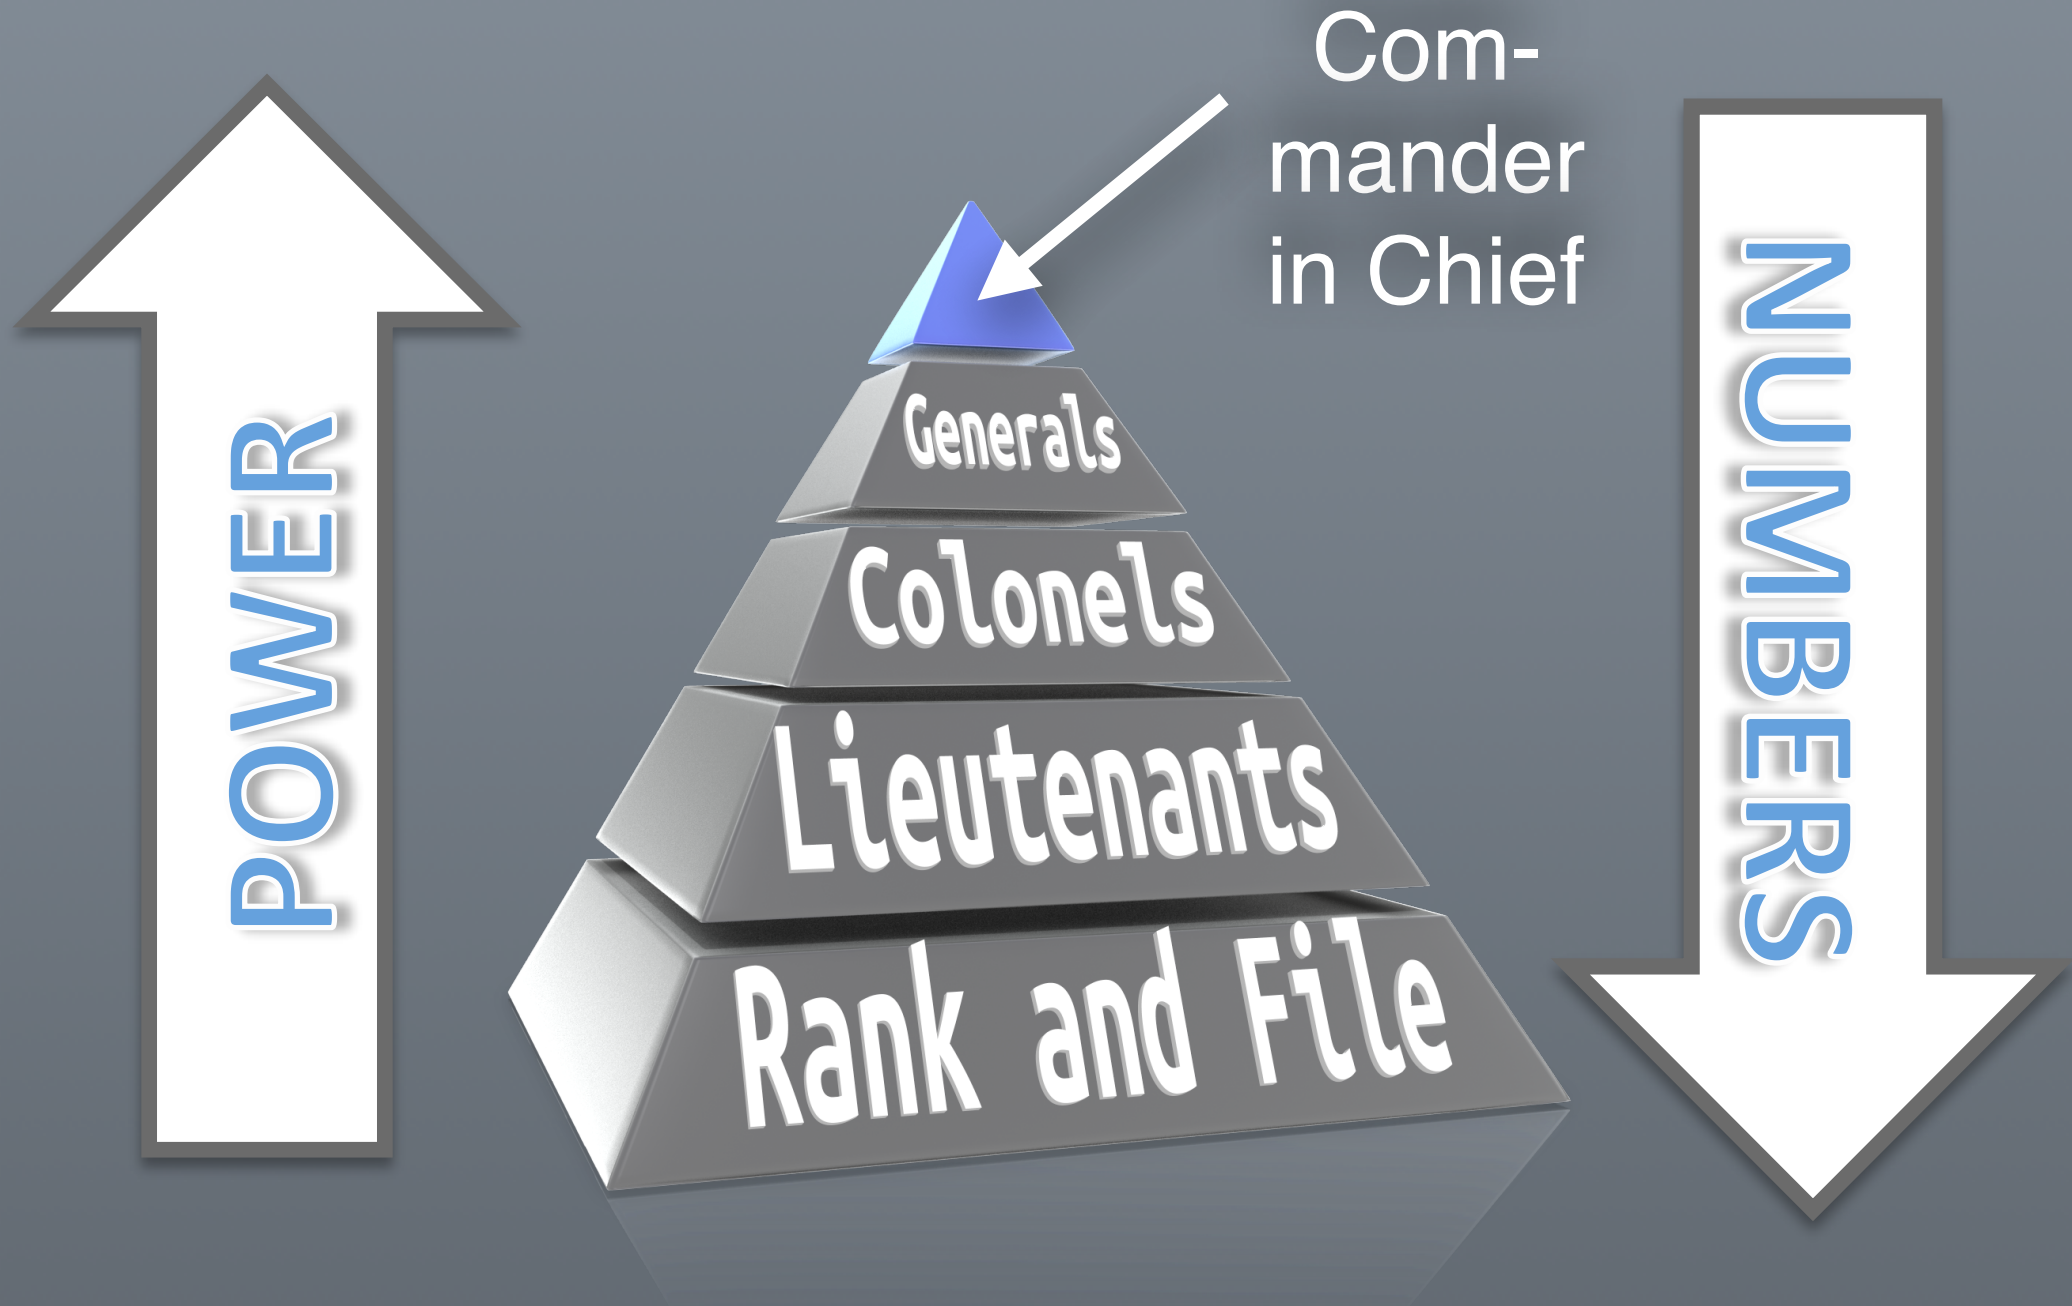 Com-
mander
in Chief
POWER
NUMBERS
Generals
Colonels
Lieutenants
Rank and File